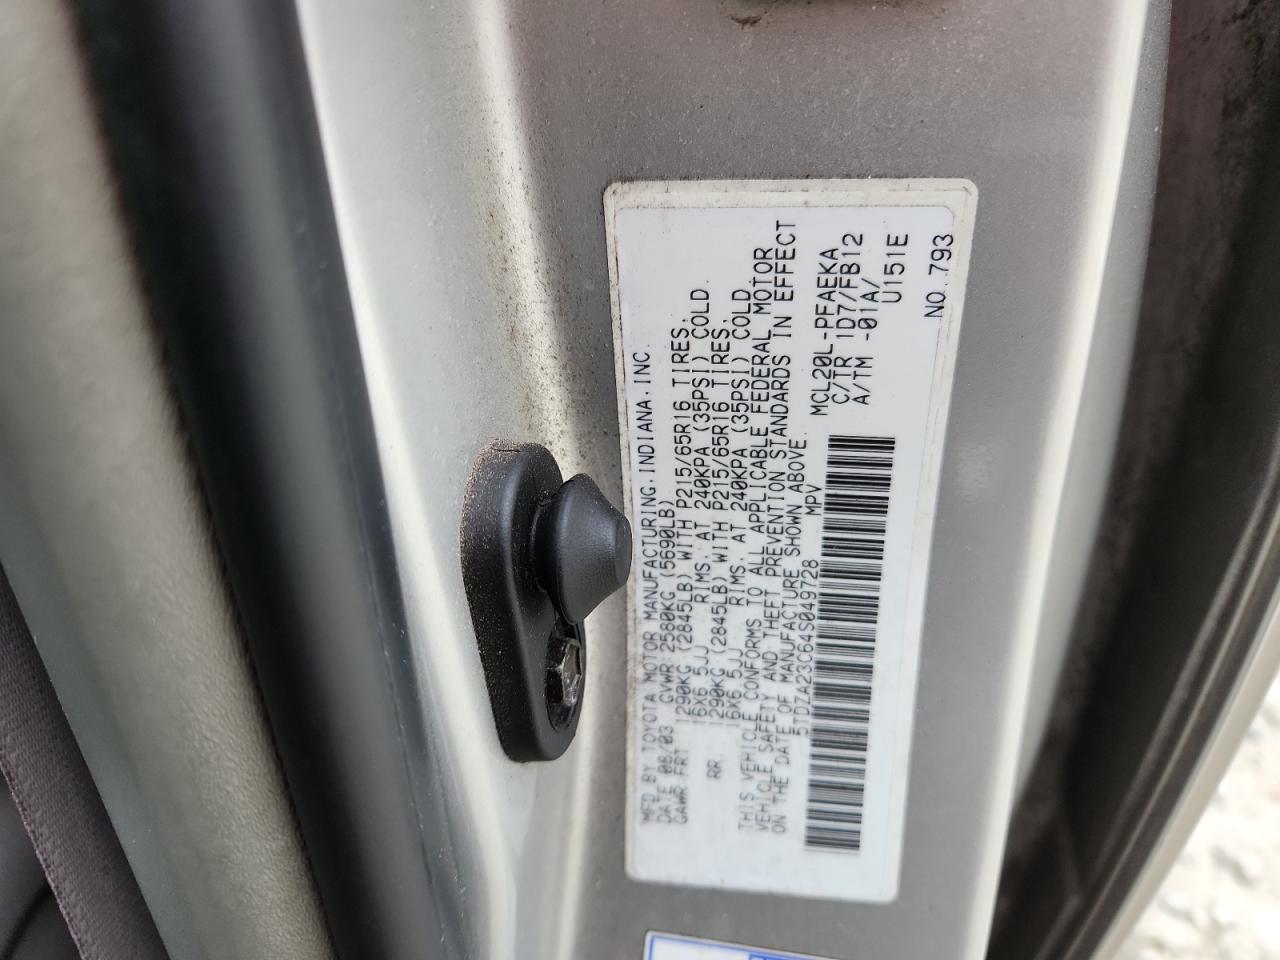 MFD BY TOYOTA MOTOR MANUFACTURING, INDIANA, INC
DATE 06/03 GVWR 2580KG (5690LB)
GAWR FRT 1290KG (2845LB) WITH P215/65R16 TIRES,
16X6.5JJ RIMS, AT 240KPA (35PSI) COLD.
RR 1290KG (2845LB) WITH P215/65R16 TIRES,
16X6.5JJ RIMS, AT 240KPA (35PSI) COLD.
THIS VEHICLE CONFORMS TO ALL APPLICABLE FEDERAL MOTOR
VEHICLE SAFETY AND THEFT PREVENTION STANDARDS IN EFFECT
ON THE DATE OF MANUFACTURE SHOWN ABOVE.
5TDZA23C64S049728 MPV
MCL20L-PFAEKA
C/TR 1D7/FB12
A/TM -01A/
U151E
NO. 793